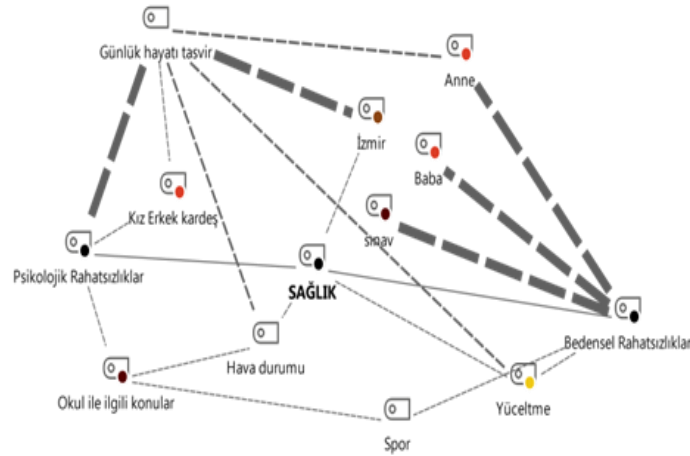 Günlük hayatı tasvir
Anne
İzmir
Baba
Kız Erkek kardeş
sınav
Psikolojik Rahatsızlıklar
SAĞLIK
Bedensel Rahatsızlıklar
Hava durumu
Okul ile ilgili konular
Yüceltme
Spor